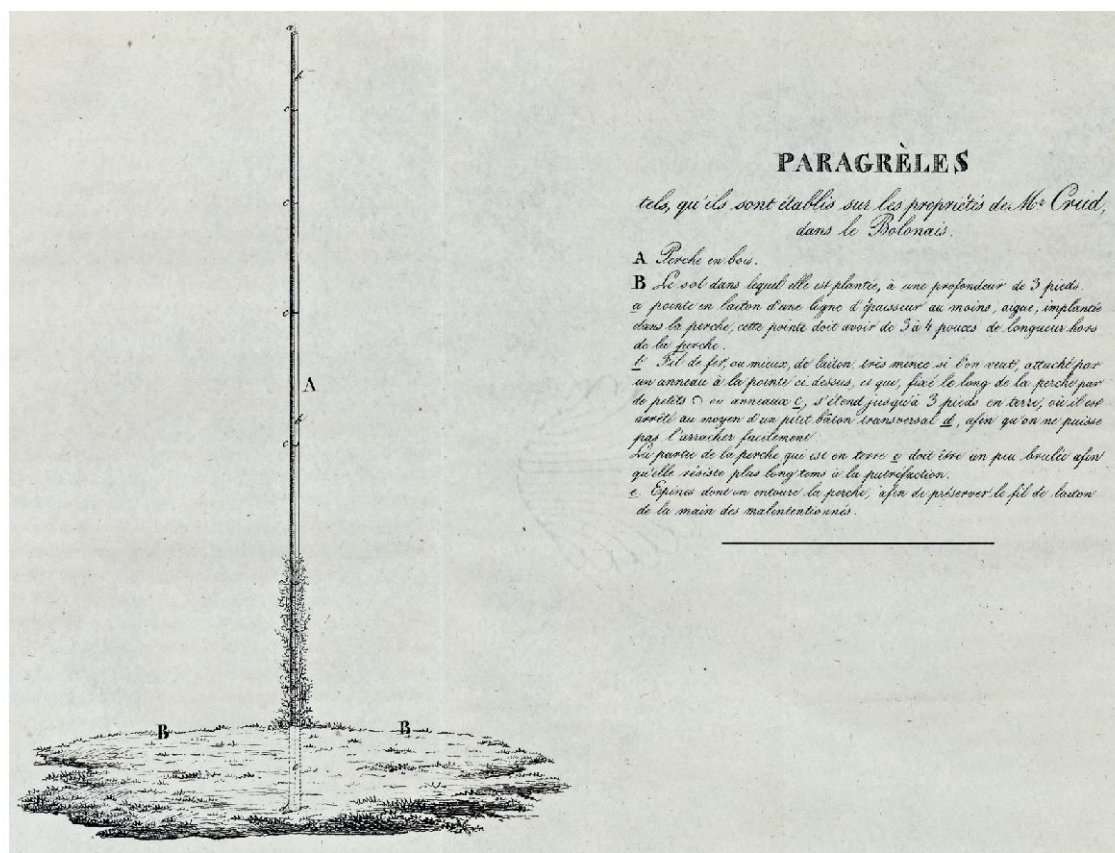 a
b
c
c
c
A
b
c
B
B
e
d
PARAGRÈLES
tels, qu'ils sont établis sur les propriétés de Mr. Crud,
dans le Bolonais.
A Perche en bois.
B Le sol dans lequel elle est plantée, à une profondeur de 3 pieds.
a pointe en laiton d'une ligne d'épaisseur au moins, aigue, implantée
dans la perche, cette pointe doit avoir de 3 à 4 pouces de longueur hors
de la perche.
b Fil de fer, ou mieux, de laiton, très mince si l'on veut, attaché par
un anneau à la pointe ci dessus, et qui, fixé le long de la perche par
de petits ou anneaux c, s'étend jusqu'à 3 pieds en terre, où il est
arrêté au moyen d'un petit bâton transversal d, afin qu'on ne puisse
pas l'arracher facilement
La partie de la perche qui est en terre e doit être un peu brulée afin
qu'elle résiste plus long tems à la putréfaction.
e Epines dont on entoure la perche, afin de préserver le fil de laiton
de la main des malintentionnés.